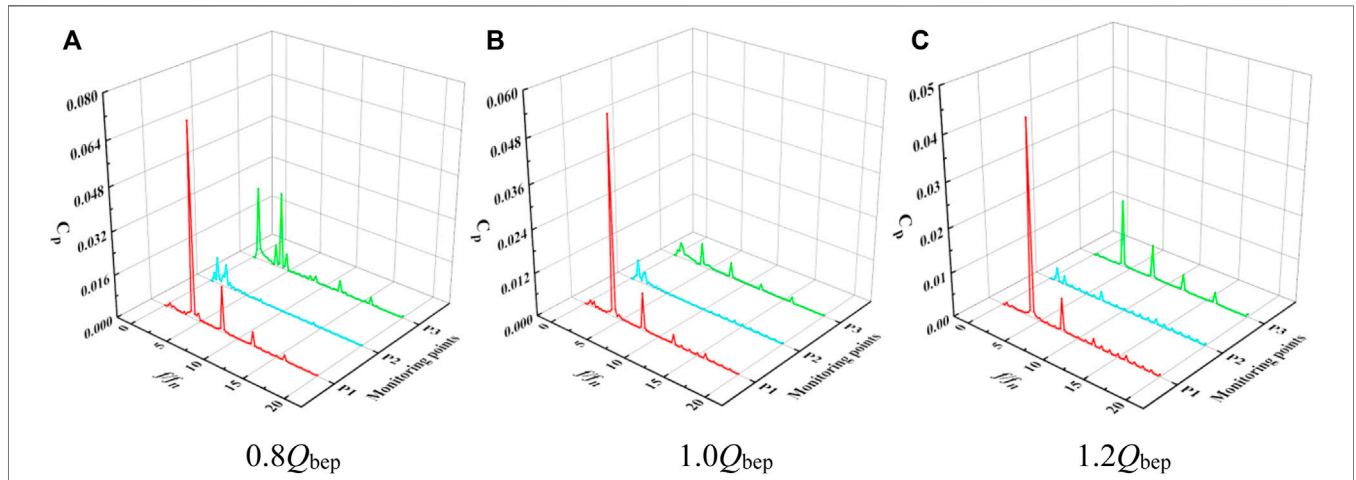 A
0.080
0.064
0.048
0.032
0.016
0.000
Cp
0
5
10
15
20
f/fn
P1
P2
P3
Monitoring points
0.8Qbep
B
0.060
0.048
0.036
0.024
0.012
0.000
Cp
0
5
10
15
20
f/fn
P1
P2
P3
Monitoring points
1.0Qbep
C
0.05
0.04
0.03
0.02
0.01
0.00
Cp
0
5
10
15
20
f/fn
P1
P2
P3
Monitoring points
1.2Qbep